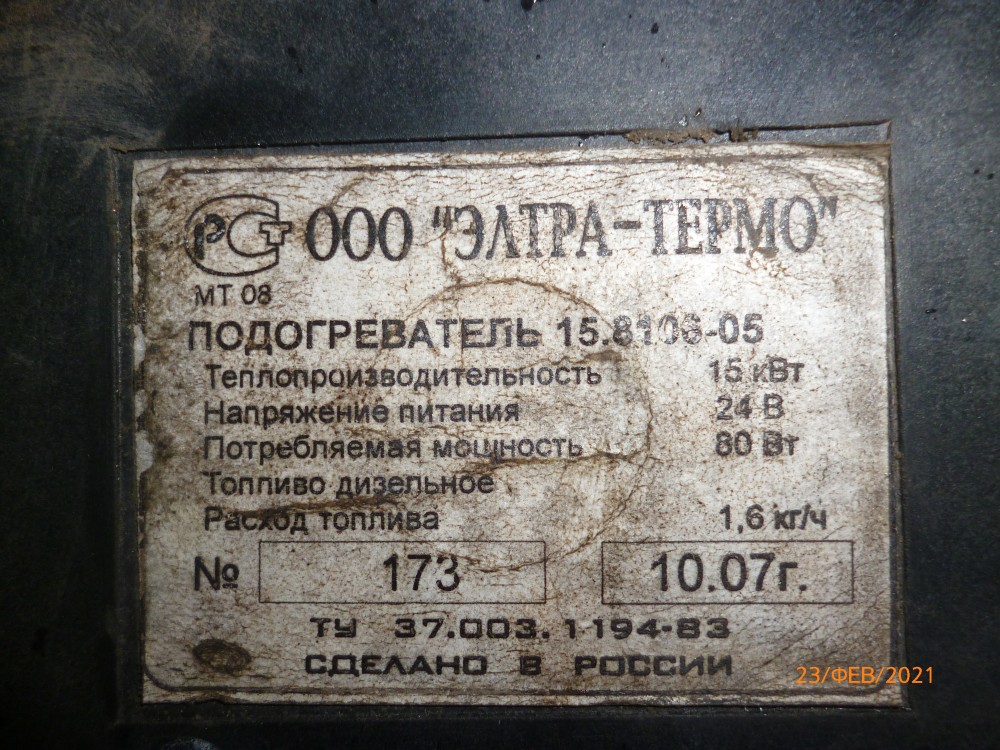 РСТ ООО "ЭЛТРА-ТЕРМО"
МТ 08
ПОДОГРЕВАТЕЛЬ 15.8106-05
Теплопроизводительность 15 кВт
Напряжение питания 24 В
Потребляемая мощность 80 Вт
Топливо дизельное
Расход топлива 1,6 кг/ч
№ 173 10.07г.
ТУ 37.003.1194-83
СДЕЛАНО В РОССИИ
23/ФЕВ/2021